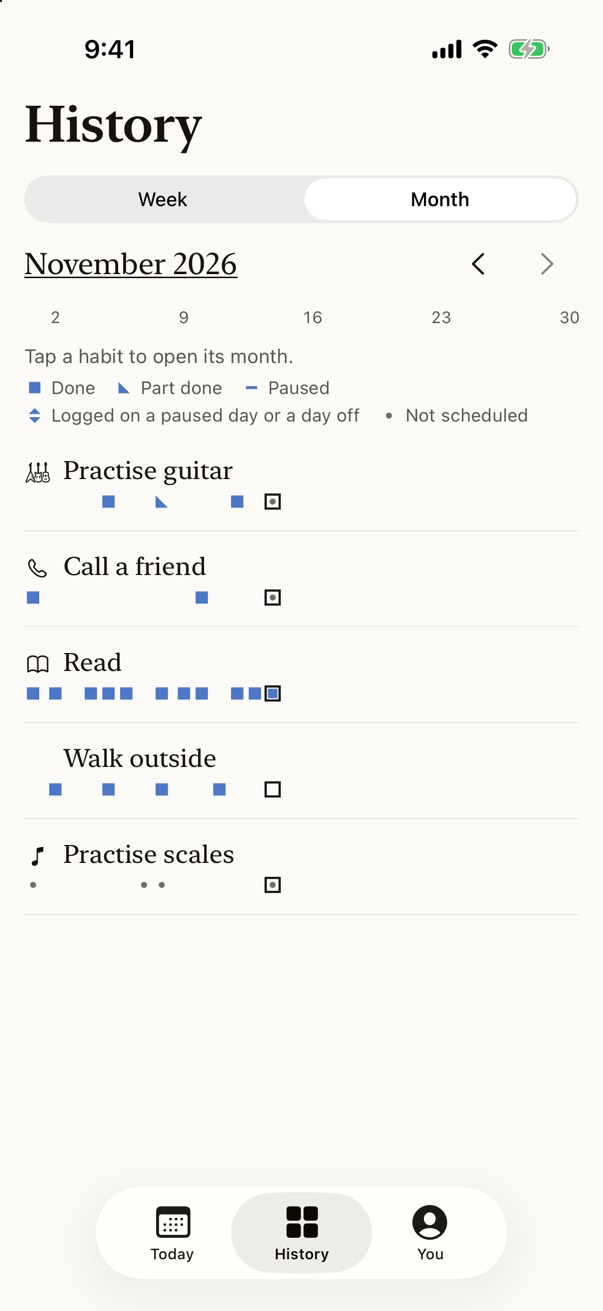 9:41
History
Week Month
November 2026
2 9 16 23 30
Tap a habit to open its month.
Done Part done Paused
Logged on a paused day or a day off Not scheduled
Practise guitar
Call a friend
Read
Walk outside
Practise scales
Today History You